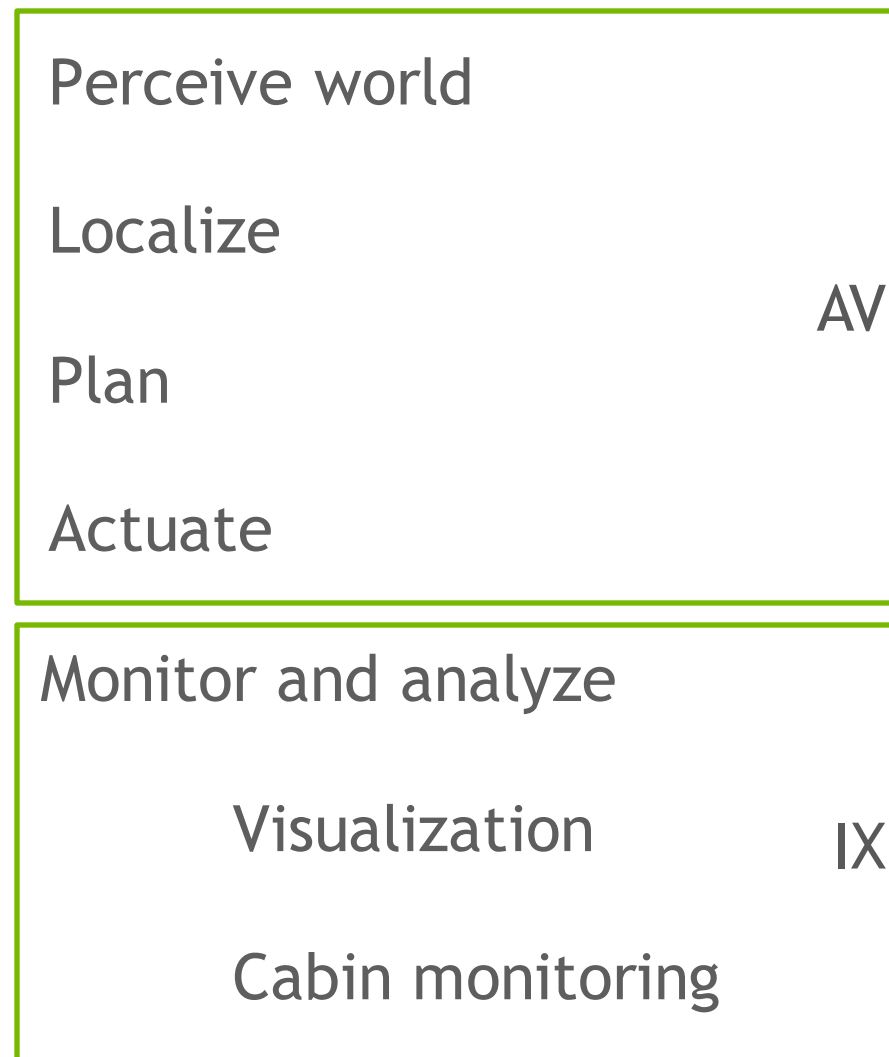 Perceive world
Localize
AV
Plan
Actuate
Monitor and analyze
Visualization
IX
Cabin monitoring